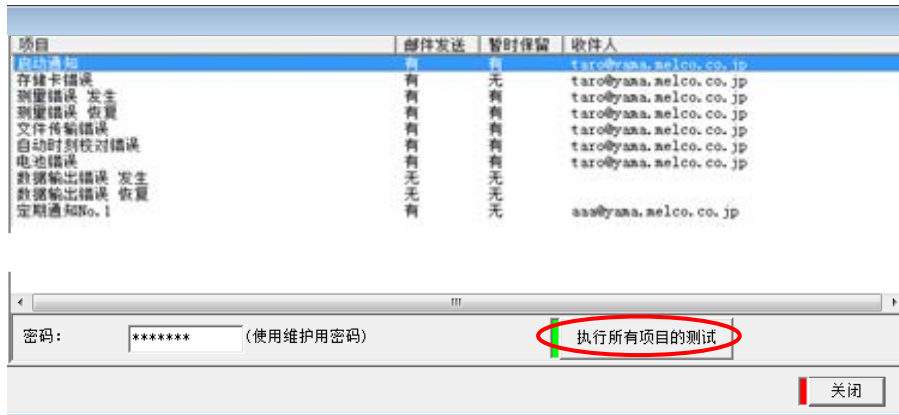 项目 邮件发送 暂时保留 收件人
启动通知 有 有 taro@yama.melco.co.jp
存储卡错误 有 无 taro@yama.melco.co.jp
测量错误 发生 有 有 taro@yama.melco.co.jp
测量错误 恢复 有 有 taro@yama.melco.co.jp
文件传输错误 有 有 taro@yama.melco.co.jp
自动时刻校对错误 有 有 taro@yama.melco.co.jp
电池错误 有 有 taro@yama.melco.co.jp
数据输出错误 发生 无 无
数据输出错误 恢复 无 无
定期通知No.1 有 无 aaa@yama.melco.co.jp
密码: ******* (使用维护用密码) 执行所有项目的测试
关闭